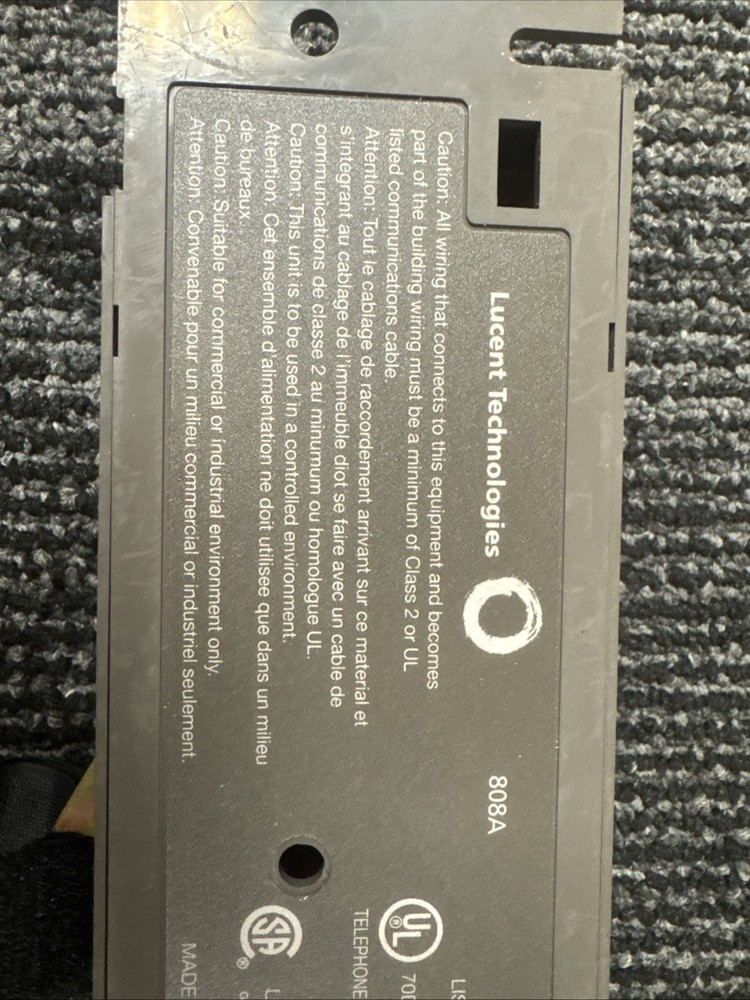 Lucent Technologies
808A
Caution: All wiring that connects to this equipment and becomes
part of the building wiring must be a minimum of Class 2 or UL
listed communications cable.
Attention: Tout le cablage de raccordement arrivant sur ce material et
s'integrant au cablage de l'immeuble diot se faire avec un cable de
communications de classe 2 au minumum ou homologue UL.
Caution: This unit is to be used in a controlled environment.
Attention: Cet ensemble d'alimentation ne doit utilisee que dans un milieu
de bureaux.
Caution: Suitable for commercial or industrial environment only.
Attention: Convenable pour un milieu commercial ou industriel seulement.
UL ®
TELEPHONE
SA ®
MADE